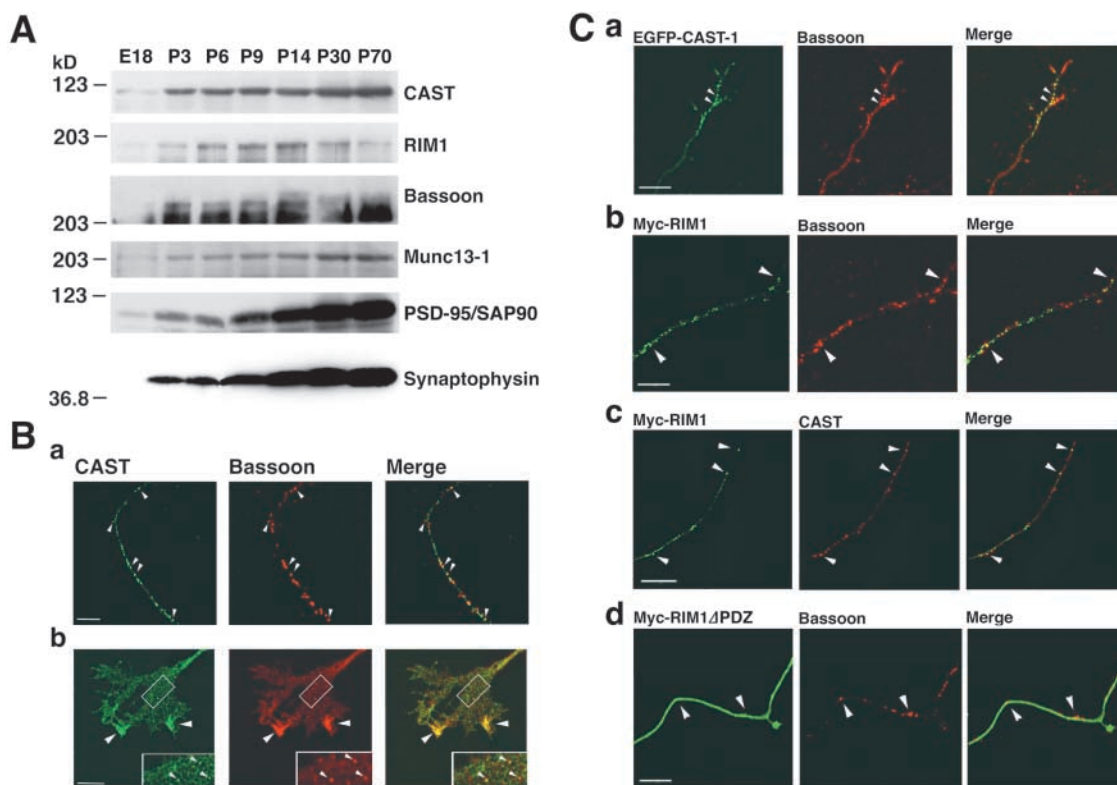 A
kD
E18 P3 P6 P9 P14 P30 P70
123
CAST
203
RIM1
Bassoon
203
203
Munc13-1
123
PSD-95/SAP90
Synaptophysin
36.8
B
a
CAST Bassoon Merge
b
C
a
EGFP-CAST-1 Bassoon Merge
b
Myc-RIM1 Bassoon Merge
c
Myc-RIM1 CAST Merge
d
Myc-RIM1ΔPDZ Bassoon Merge